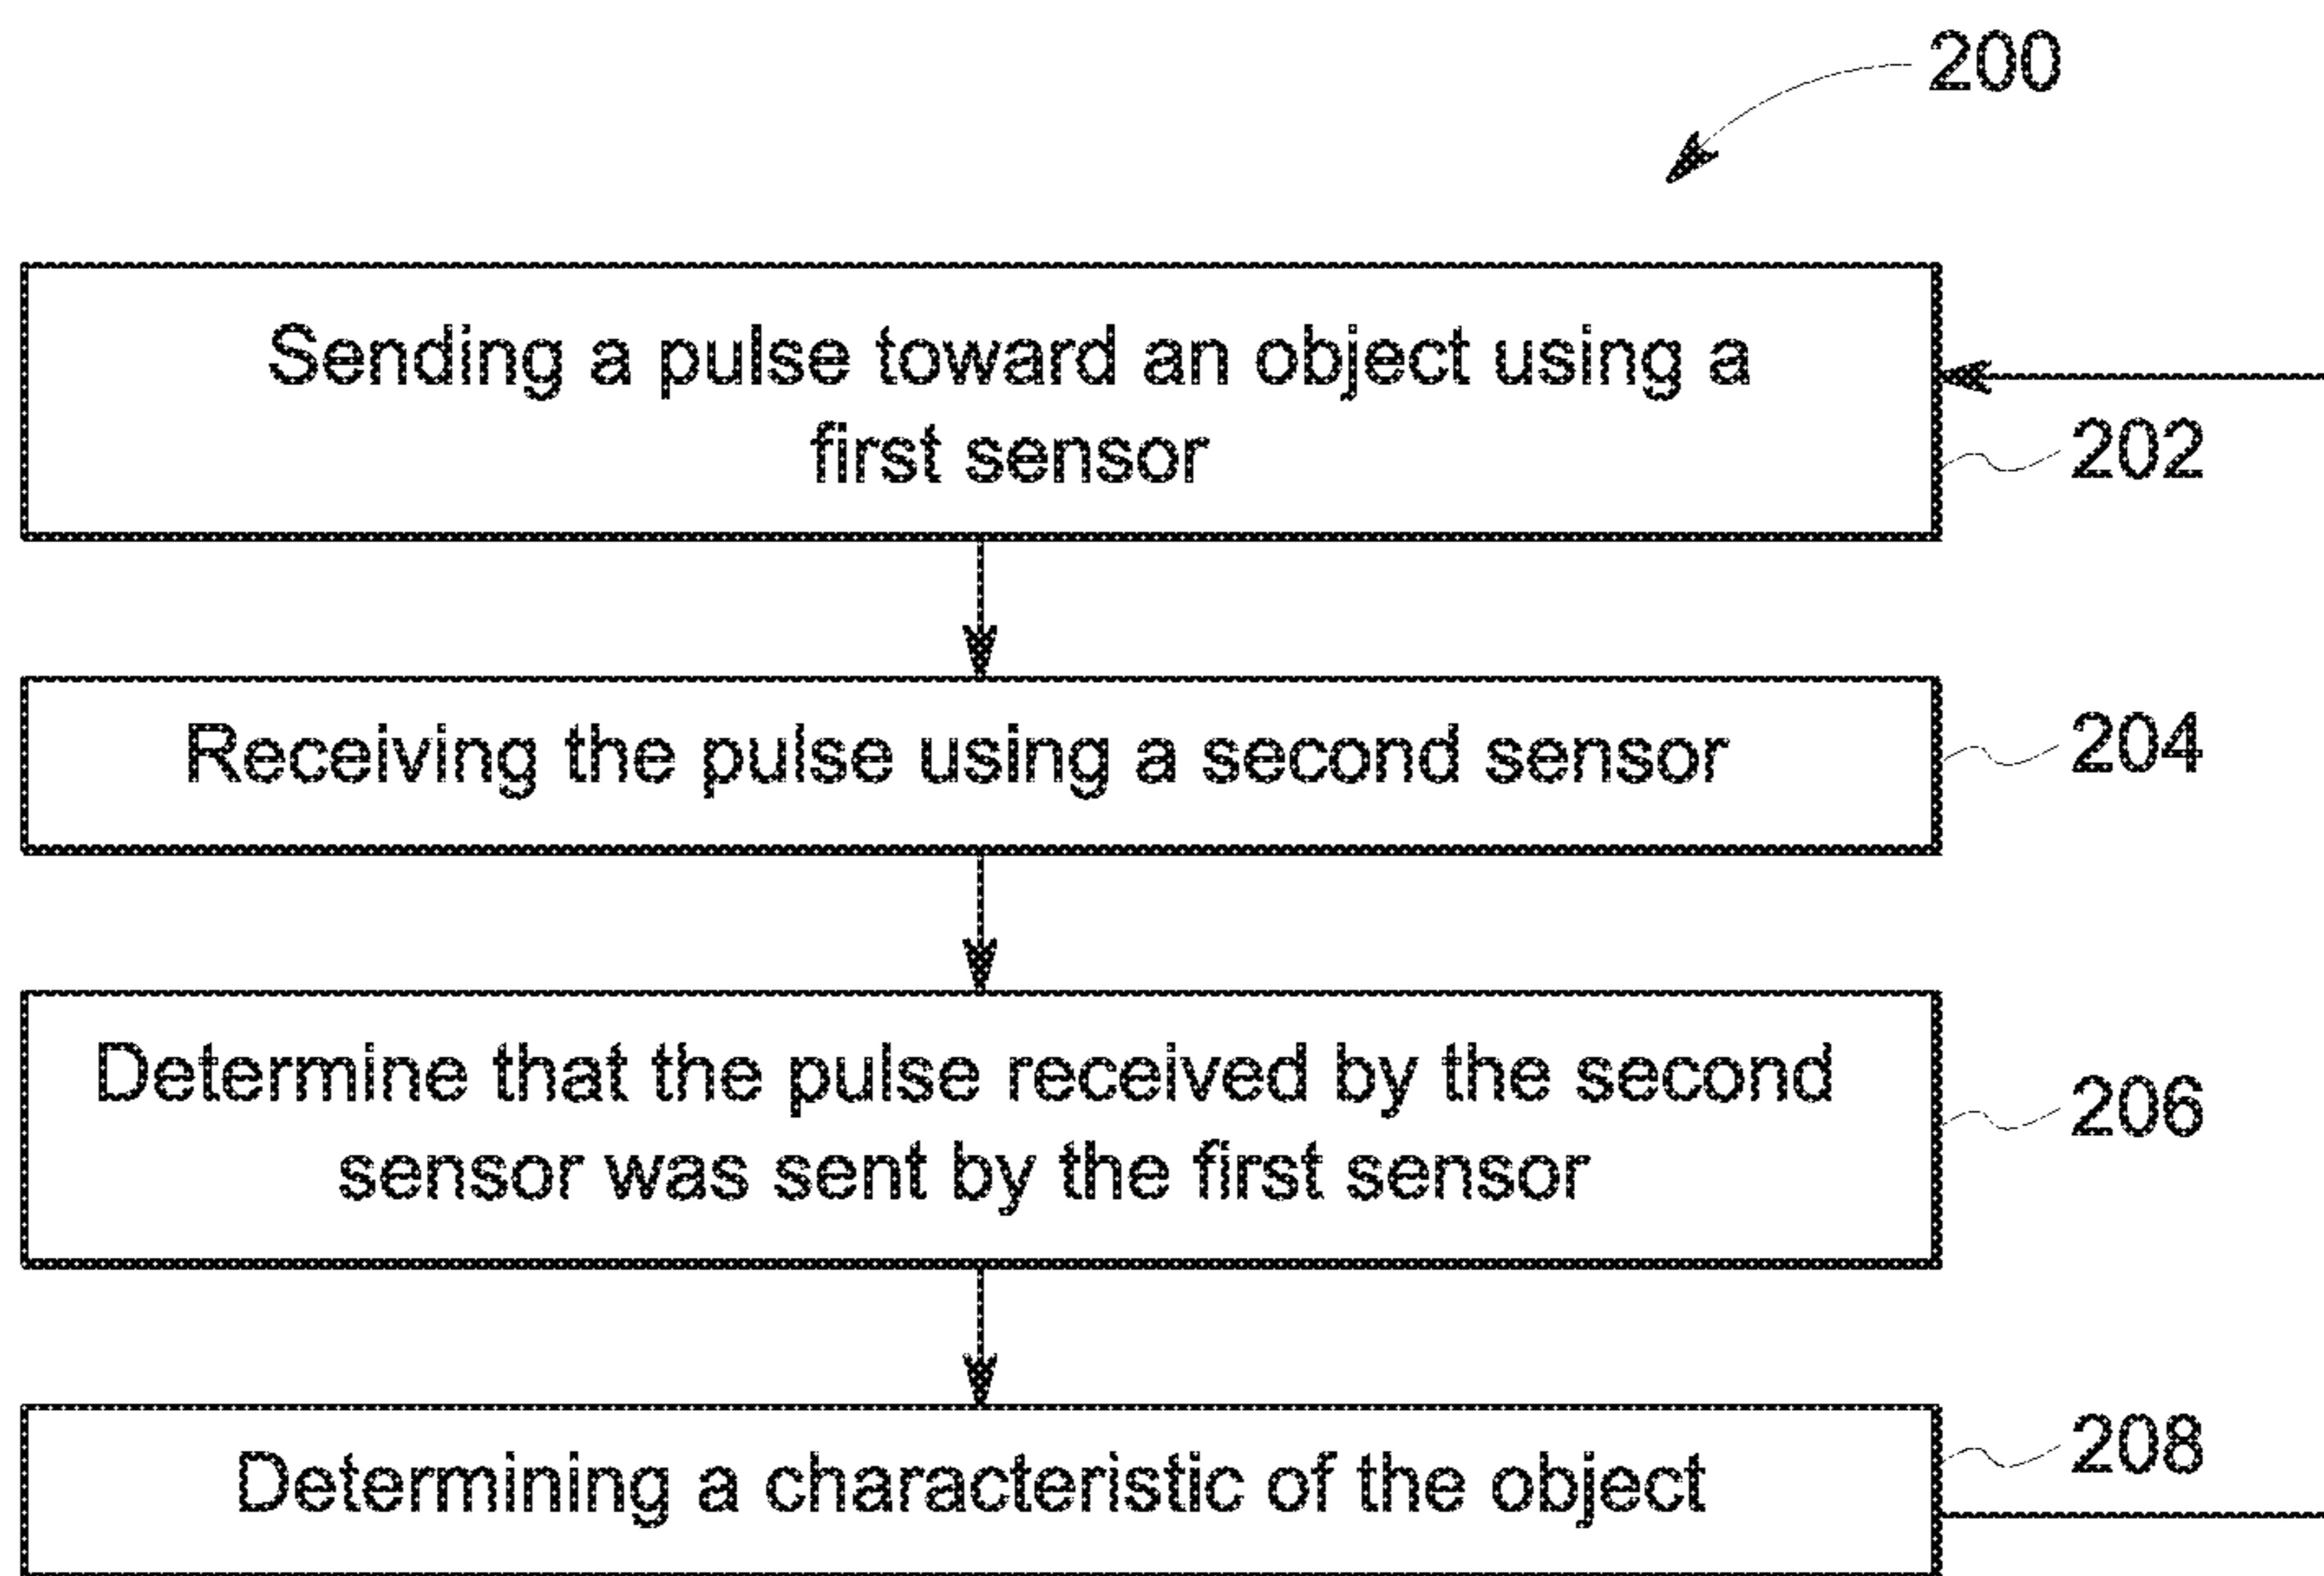 200
Sending a pulse toward an object using a
first sensor
202
Receiving the pulse using a second sensor
204
Determine that the pulse received by the second
sensor was sent by the first sensor
206
Determining a characteristic of the object
208